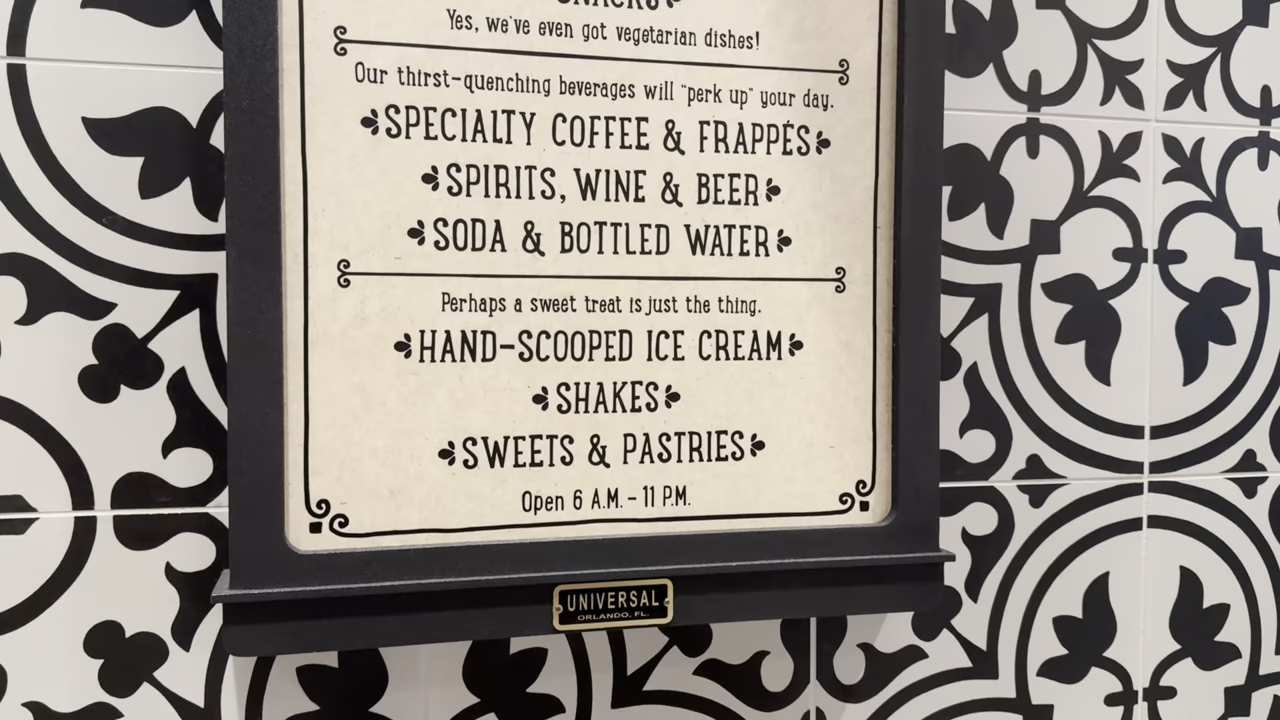 SNACKS
Yes, we've even got vegetarian dishes!
Our thirst-quenching beverages will "perk up" your day.
SPECIALTY COFFEE & FRAPPÉS
SPIRITS, WINE & BEER
SODA & BOTTLED WATER
Perhaps a sweet treat is just the thing.
HAND-SCOOPED ICE CREAM
SHAKES
SWEETS & PASTRIES
Open 6 A.M. - 11 P.M.
UNIVERSAL
ORLANDO, FL.